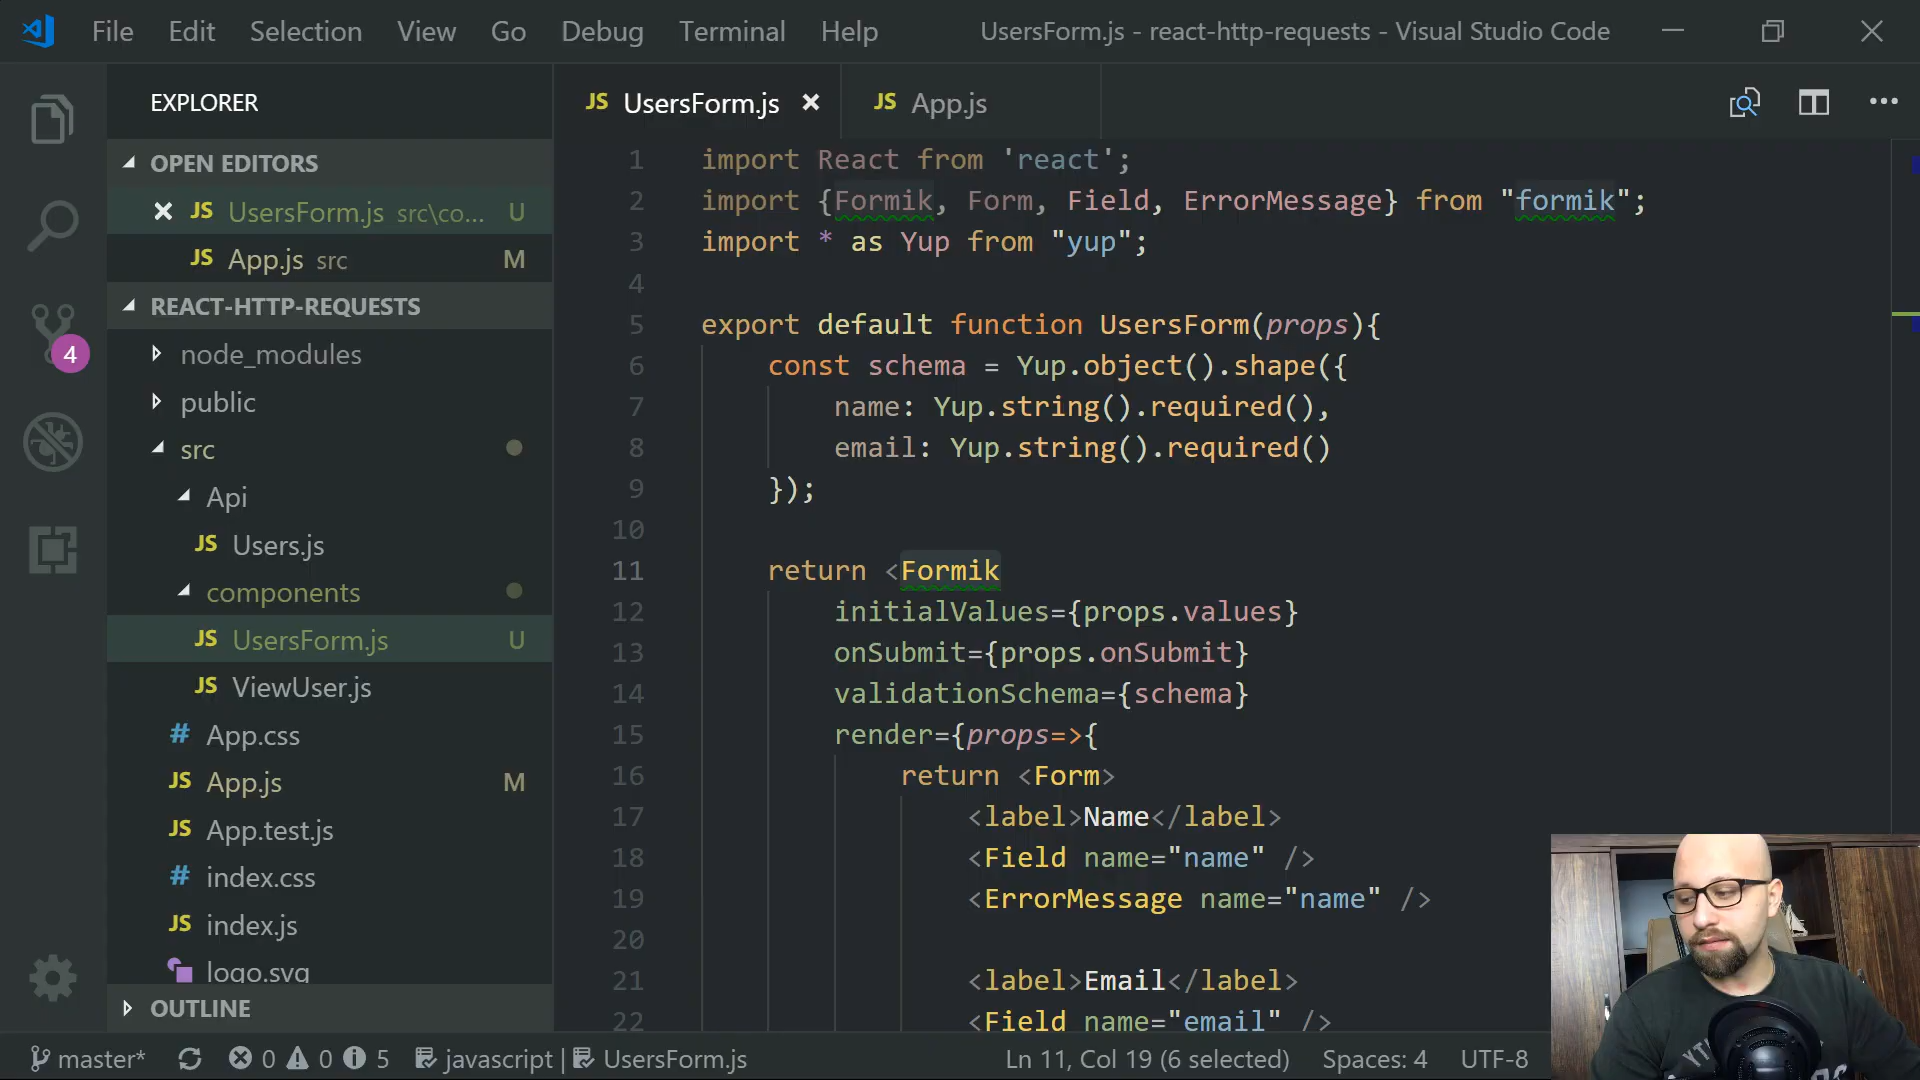 File Edit Selection View Go Debug Terminal Help UsersForm.js - react-http-requests - Visual Studio Code
EXPLORER
OPEN EDITORS
JS UsersForm.js src\co... U
JS App.js src M
REACT-HTTP-REQUESTS
node_modules
public
src
Api
JS Users.js
components
JS UsersForm.js U
JS ViewUser.js
# App.css
JS App.js M
JS App.test.js
# index.css
JS index.js
logo.svg
OUTLINE
4
JS UsersForm.js JS App.js
1 import React from 'react';
2 import {Formik, Form, Field, ErrorMessage} from "formik";
3 import * as Yup from "yup";
4
5 export default function UsersForm(props){
6 const schema = Yup.object().shape({
7 name: Yup.string().required(),
8 email: Yup.string().required()
9 });
10
11 return <Formik
12 initialValues={props.values}
13 onSubmit={props.onSubmit}
14 validationSchema={schema}
15 render={props=>{
16 return <Form>
17 <label>Name</label>
18 <Field name="name" />
19 <ErrorMessage name="name" />
20
21 <label>Email</label>
22 <Field name="email" />
master* 0 0 5 javascript | UsersForm.js Ln 11, Col 19 (6 selected) Spaces: 4 UTF-8